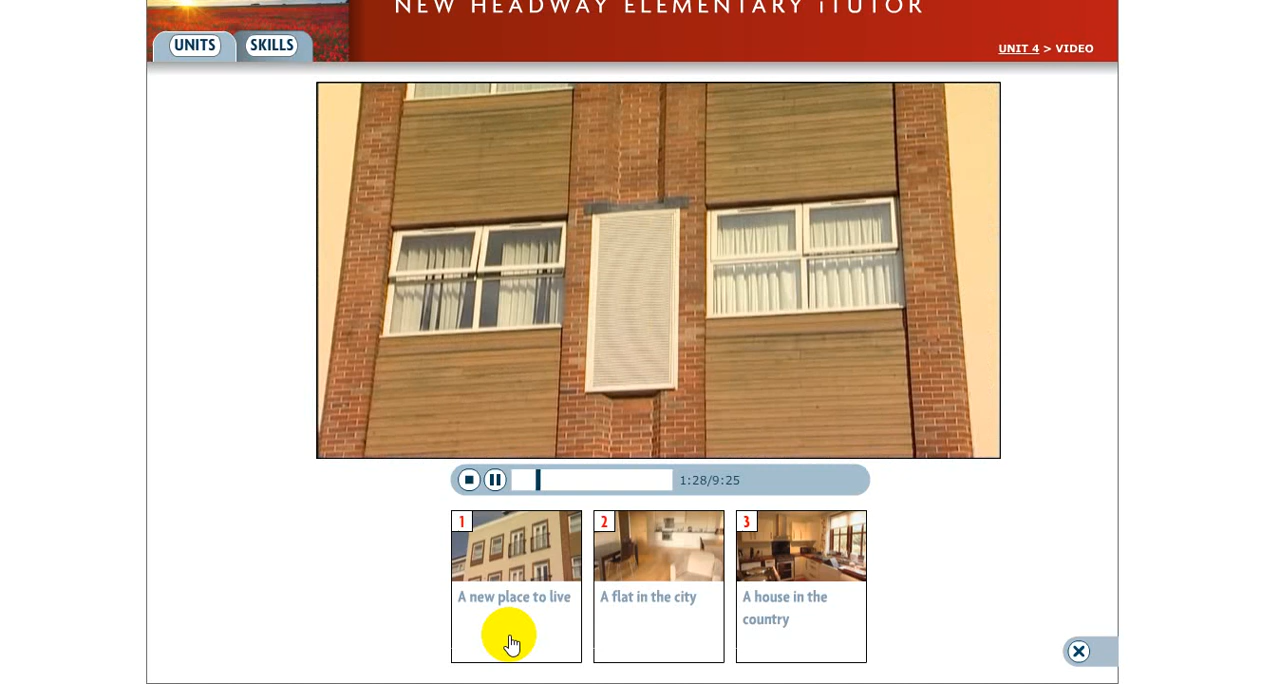 NEW HEADWAY ELEMENTARY iTUTOR
UNITS
SKILLS
UNIT 4 > VIDEO
1:28/9:25
1
2
3
A new place to live
A flat in the city
A house in the
country